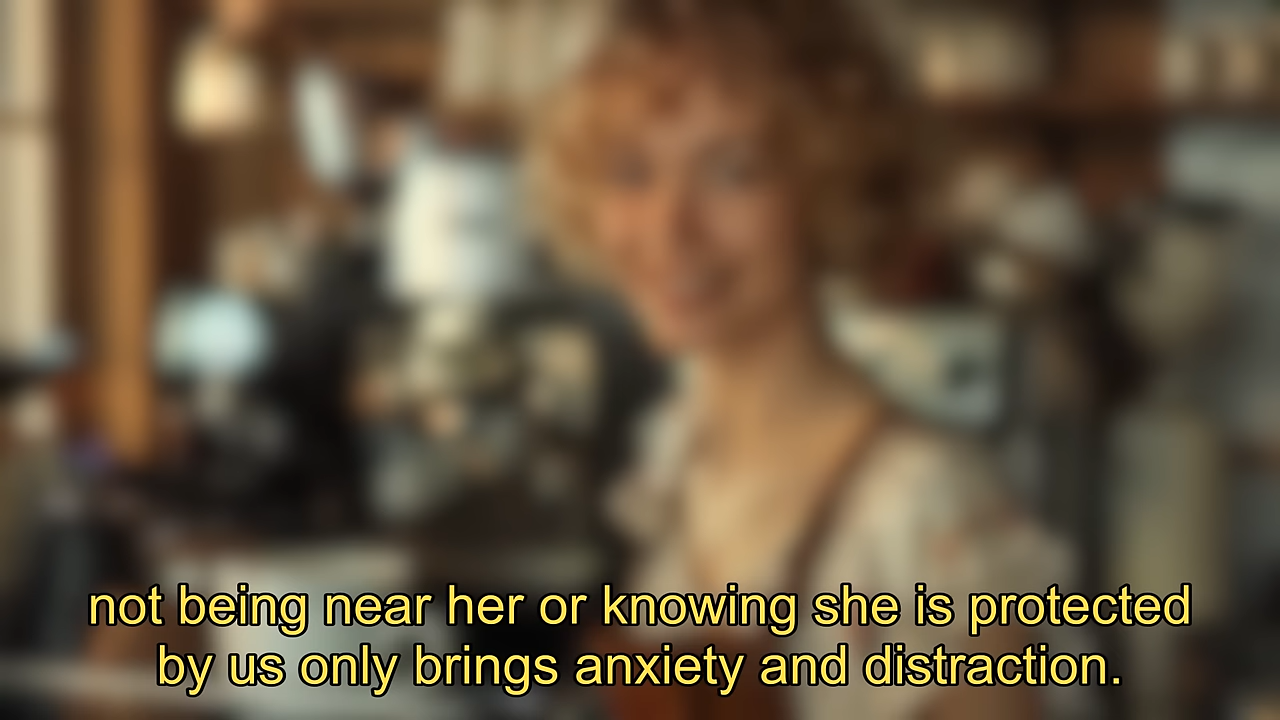 not being near her or knowing she is protected
by us only brings anxiety and distraction.